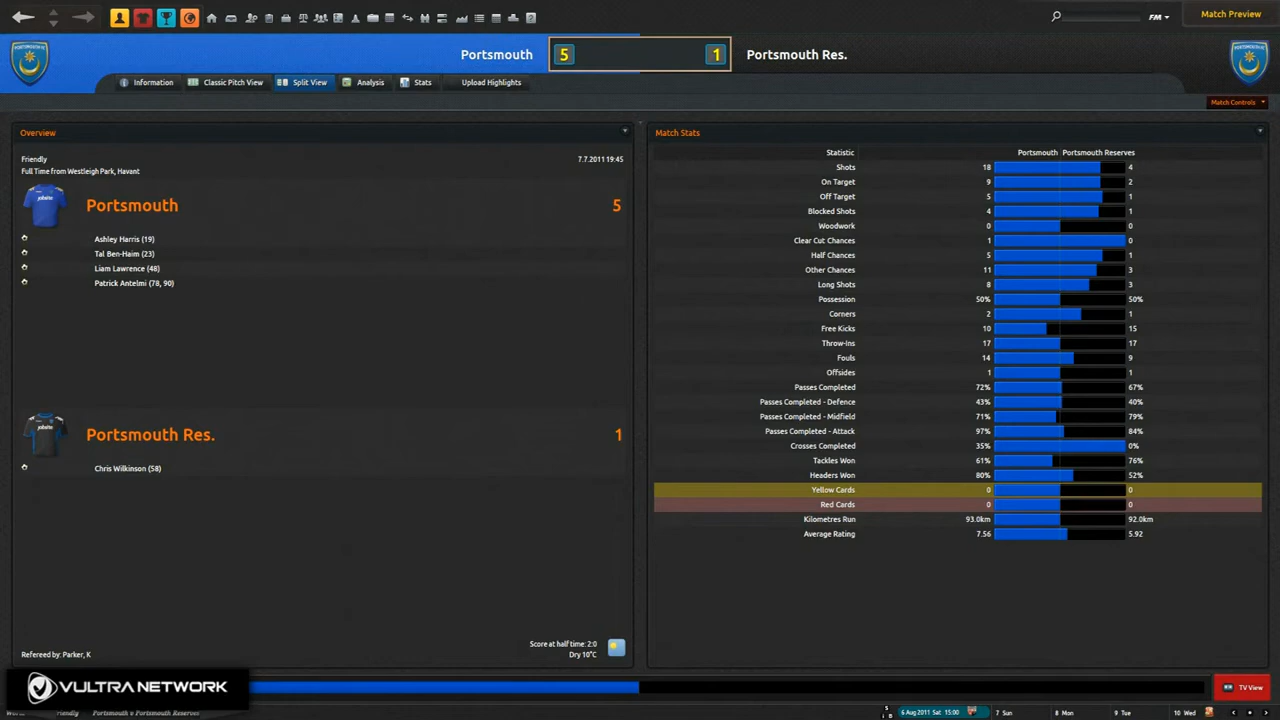 FM
Match Preview
Portsmouth 5 1 Portsmouth Res.
Information Classic Pitch View Split View Analysis Stats Upload Highlights
Match Controls
Overview
Friendly 7.7.2011 19:45
Full Time from Westleigh Park, Havant
Portsmouth 5
Ashley Harris (19)
Tal Ben-Haim (23)
Liam Lawrence (48)
Patrick Antelmi (78, 90)
Portsmouth Res. 1
Chris Wilkinson (58)
Score at half time: 2:0
Dry 10°C
Refereed by: Parker, K
Match Stats
Statistic Portsmouth Portsmouth Reserves
Shots 18 4
On Target 9 2
Off Target 5 1
Blocked Shots 4 1
Woodwork 0 0
Clear Cut Chances 1 0
Half Chances 5 1
Other Chances 11 3
Long Shots 8 3
Possession 50% 50%
Corners 2 1
Free Kicks 10 15
Throw-Ins 17 17
Fouls 14 9
Offsides 1 1
Passes Completed 72% 67%
Passes Completed - Defence 43% 40%
Passes Completed - Midfield 71% 79%
Passes Completed - Attack 97% 84%
Crosses Completed 35% 0%
Tackles Won 61% 76%
Headers Won 80% 52%
Yellow Cards 0 0
Red Cards 0 0
Kilometres Run 93.0km 92.0km
Average Rating 7.56 5.92
VULTRA NETWORK
TV View
Friendly Portsmouth v Portsmouth Reserves
6 Aug 2011 Sat 15:00 7 Sun 8 Mon 9 Tue 10 Wed